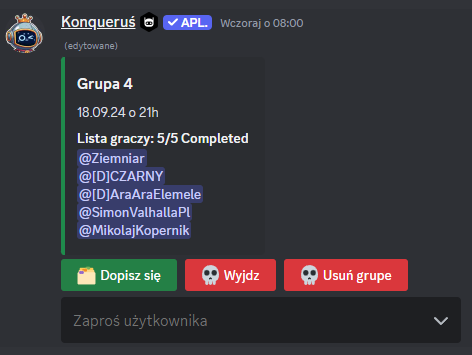 Konqueruś ✓ APL. Wczoraj o 08:00
(edytowane)
Grupa 4
18.09.24 o 21h
Lista graczy: 5/5 Completed
@Ziemniar
@[D]CZARNY
@[D]AraAraElemele
@SimonValhallaPl
@MikolajKopernik
Dopisz się Wyjdz Usuń grupe
Zaproś użytkownika